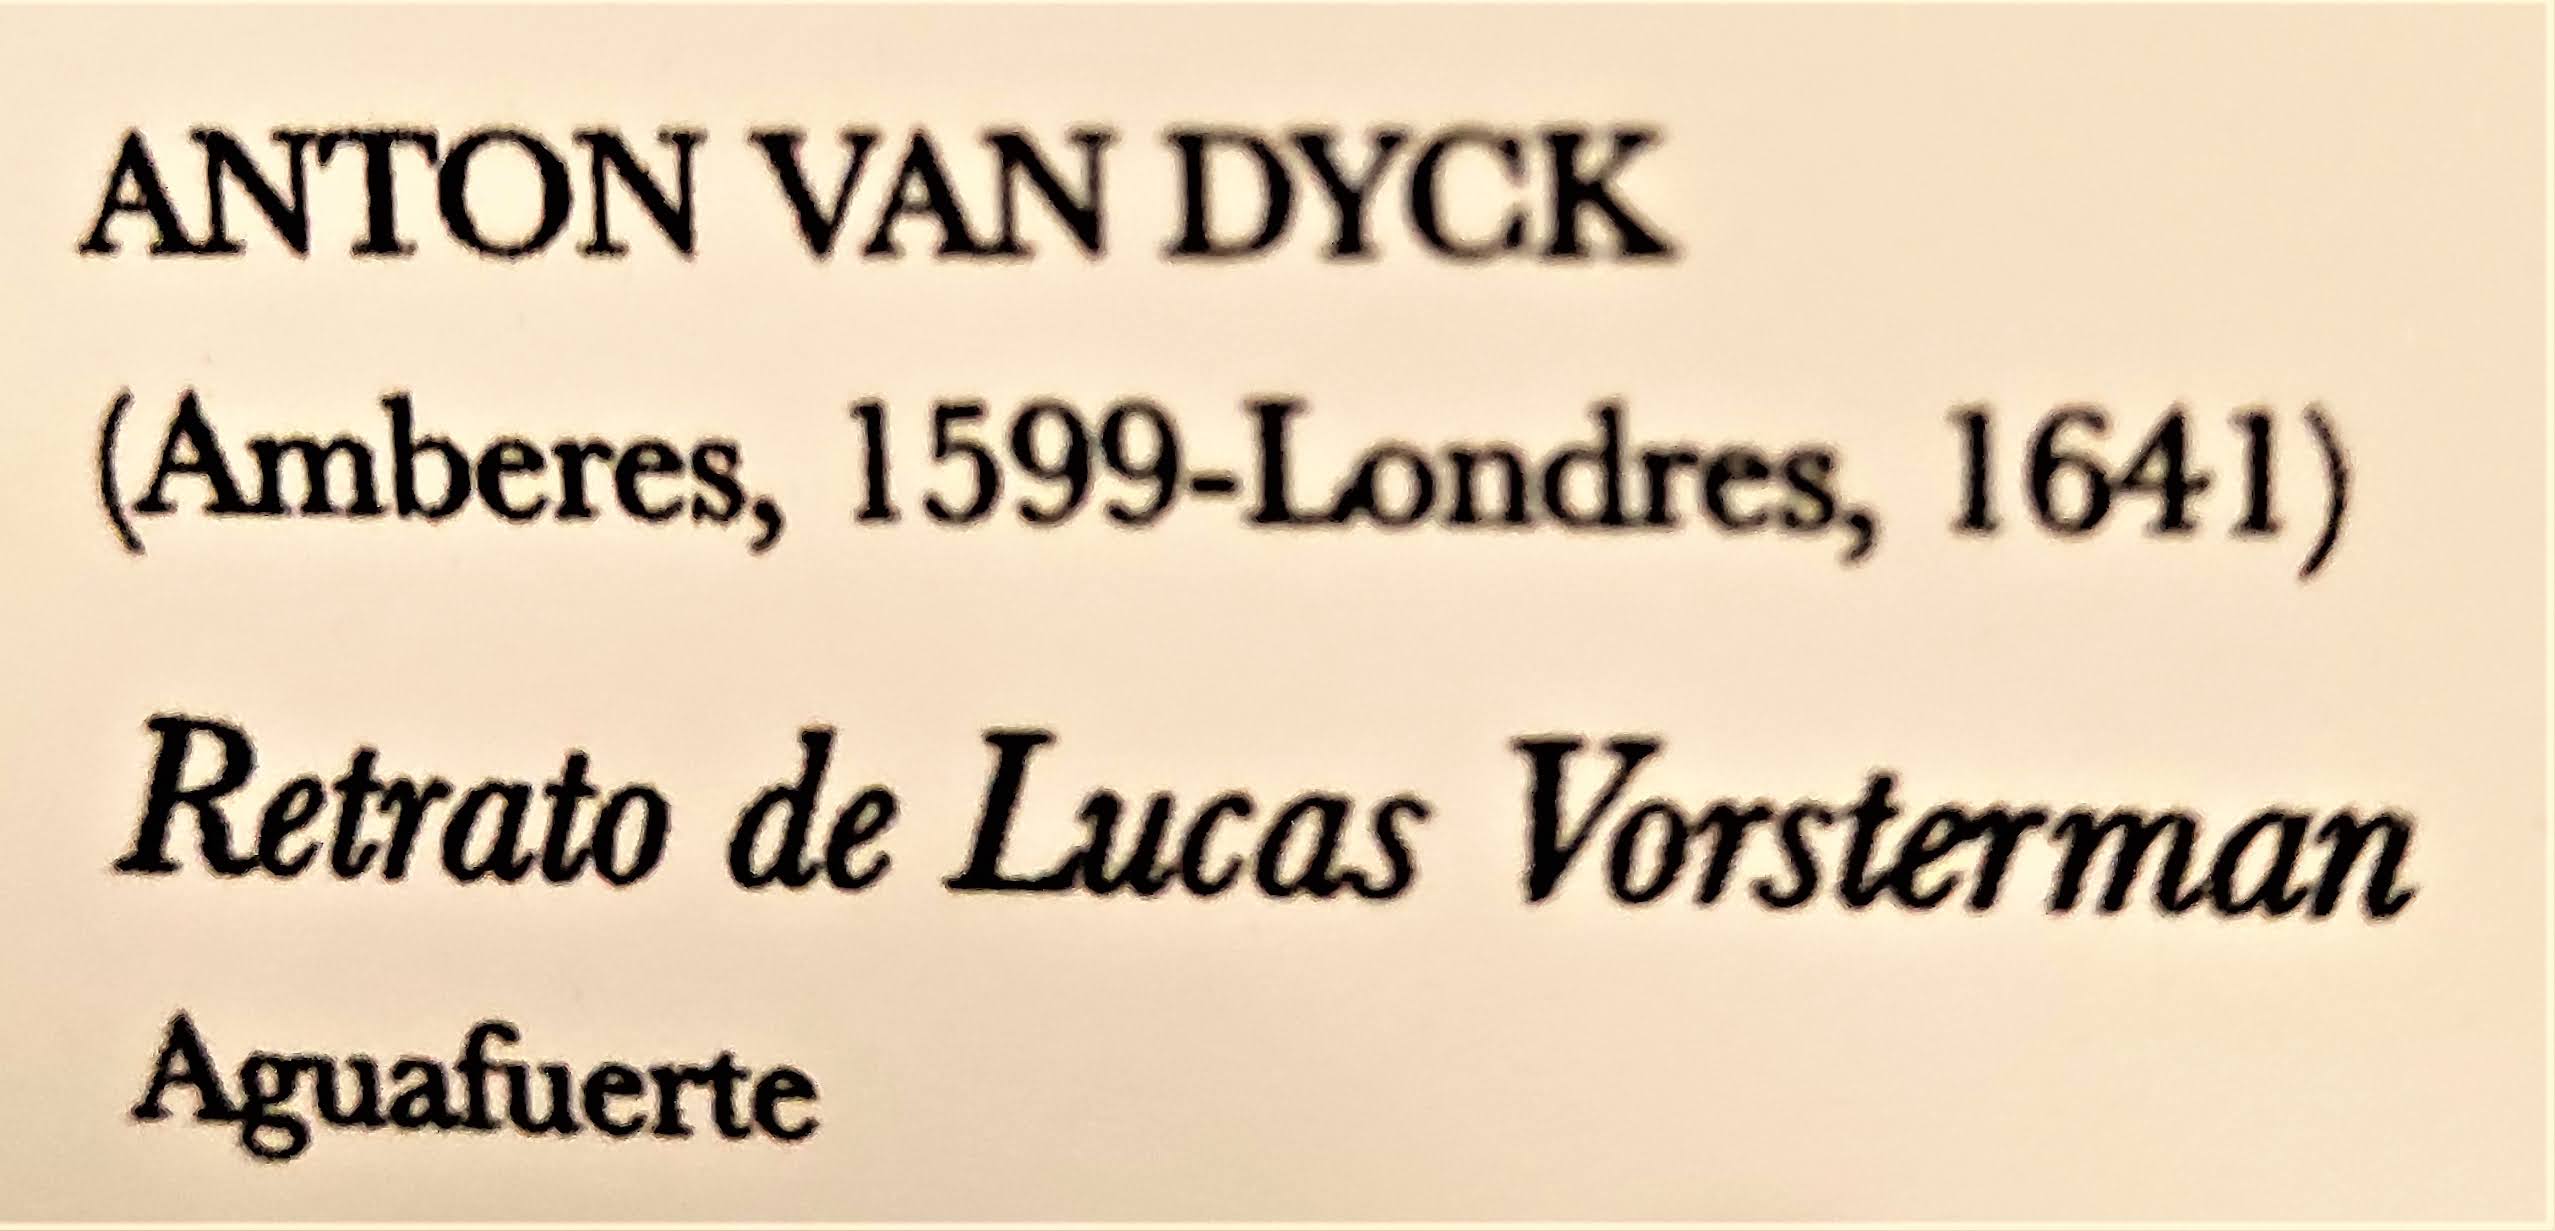 ANTON VAN DYCK
(Amberes, 1599-Londres, 1641)
Retrato de Lucas Vorsterman
Aguafuerte